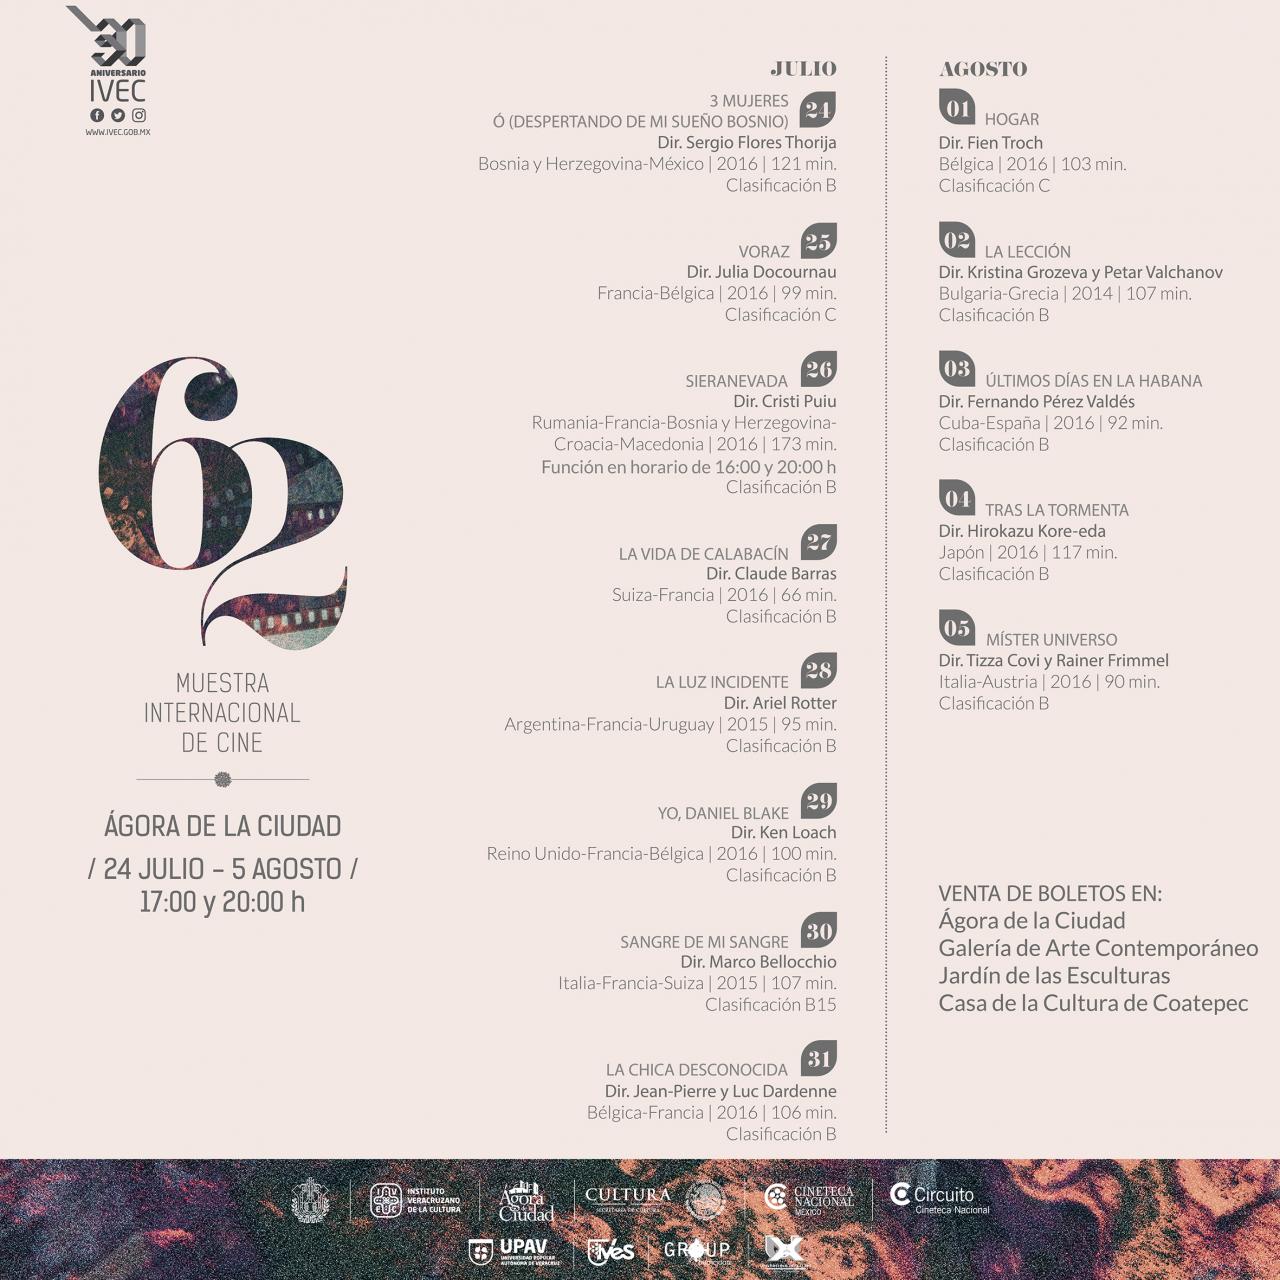 30
ANIVERSARIO
IVEC
WWW.IVEC.GOB.MX
62
MUESTRA
INTERNACIONAL
DE CINE
ÁGORA DE LA CIUDAD
/ 24 JULIO – 5 AGOSTO /
17:00 y 20:00 h
JULIO
3 MUJERES
Ó (DESPERTANDO DE MI SUEÑO BOSNIO) 24
Dir. Sergio Flores Thorija
Bosnia y Herzegovina-México | 2016 | 121 min.
Clasificación B
VORAZ 25
Dir. Julia Docournau
Francia-Bélgica | 2016 | 99 min.
Clasificación C
SIERANEVADA 26
Dir. Cristi Puiu
Rumania-Francia-Bosnia y Herzegovina-
Croacia-Macedonia | 2016 | 173 min.
Función en horario de 16:00 y 20:00 h
Clasificación B
LA VIDA DE CALABACÍN 27
Dir. Claude Barras
Suiza-Francia | 2016 | 66 min.
Clasificación B
LA LUZ INCIDENTE 28
Dir. Ariel Rotter
Argentina-Francia-Uruguay | 2015 | 95 min.
Clasificación B
YO, DANIEL BLAKE 29
Dir. Ken Loach
Reino Unido-Francia-Bélgica | 2016 | 100 min.
Clasificación B
SANGRE DE MI SANGRE 30
Dir. Marco Bellocchio
Italia-Francia-Suiza | 2015 | 107 min.
Clasificación B15
LA CHICA DESCONOCIDA 31
Dir. Jean-Pierre y Luc Dardenne
Bélgica-Francia | 2016 | 106 min.
Clasificación B
AGOSTO
01 HOGAR
Dir. Fien Troch
Bélgica | 2016 | 103 min.
Clasificación C
02 LA LECCIÓN
Dir. Kristina Grozeva y Petar Valchanov
Bulgaria-Grecia | 2014 | 107 min.
Clasificación B
03 ÚLTIMOS DÍAS EN LA HABANA
Dir. Fernando Pérez Valdés
Cuba-España | 2016 | 92 min.
Clasificación B
04 TRAS LA TORMENTA
Dir. Hirokazu Kore-eda
Japón | 2016 | 117 min.
Clasificación B
05 MÍSTER UNIVERSO
Dir. Tizza Covi y Rainer Frimmel
Italia-Austria | 2016 | 90 min.
Clasificación B
VENTA DE BOLETOS EN:
Ágora de la Ciudad
Galería de Arte Contemporáneo
Jardín de las Esculturas
Casa de la Cultura de Coatepec
INSTITUTO
VERACRUZANO
DE LA CULTURA
Ágora
de la
Ciudad
CULTURA
SECRETARÍA DE CULTURA
CINETECA
NACIONAL
MÉXICO
Circuito
Cineteca Nacional
UPAV
UNIVERSIDAD POPULAR
AUTÓNOMA DE VERACRUZ
ives
GROUP